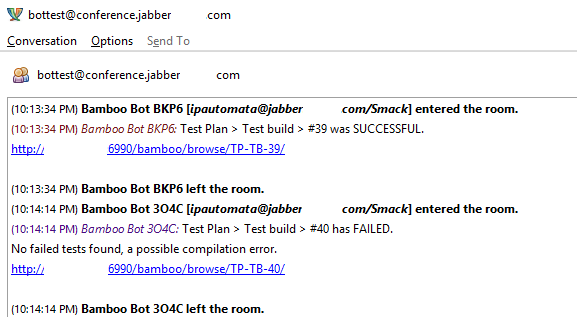 bottest@conference.jabber .com
Conversation Options Send To
bottest@conference.jabber com
(10:13:34 PM) Bamboo Bot BKP6 [ipautomata@jabber com/Smack] entered the room.
(10:13:34 PM) Bamboo Bot BKP6: Test Plan > Test build > #39 was SUCCESSFUL.
http:/ 6990/bamboo/browse/TP-TB-39/
(10:13:34 PM) Bamboo Bot BKP6 left the room.
(10:14:14 PM) Bamboo Bot 3O4C [ipautomata@jabber com/Smack] entered the room.
(10:14:14 PM) Bamboo Bot 3O4C: Test Plan > Test build > #40 has FAILED.
No failed tests found, a possible compilation error.
http:/ 6990/bamboo/browse/TP-TB-40/
(10:14:14 PM) Bamboo Bot 3O4C left the room.